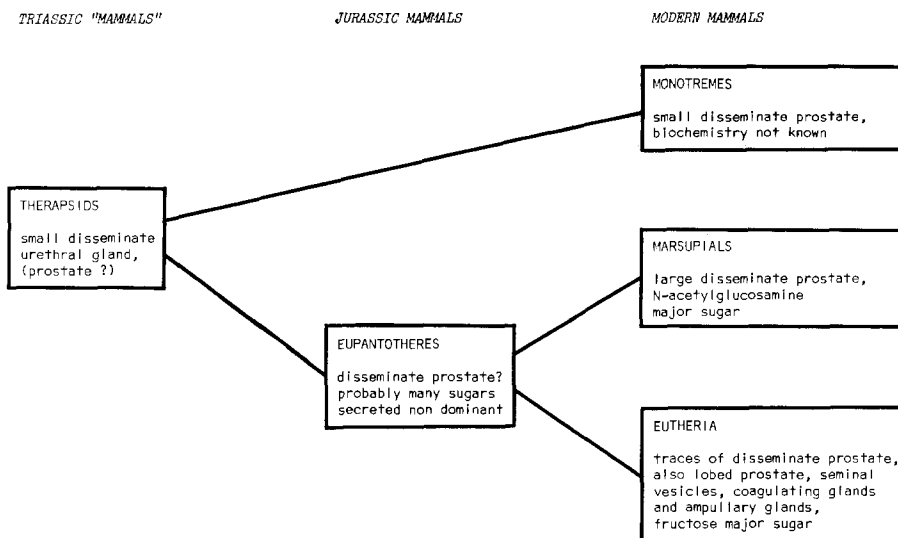 TRIASSIC "MAMMALS"
JURASSIC MAMMALS
MODERN MAMMALS
MONOTREMES
small disseminate prostate,
biochemistry not known
THERAPSIDS
small disseminate
urethral gland,
(prostate ?)
MARSUPIALS
large disseminate prostate,
N-acetylglucosamine
major sugar
EUPANTOTHERES
disseminate prostate?
probably many sugars
secreted non dominant
EUTHERIA
traces of disseminate prostate,
also lobed prostate, seminal
vesicles, coagulating glands
and ampullary glands,
fructose major sugar